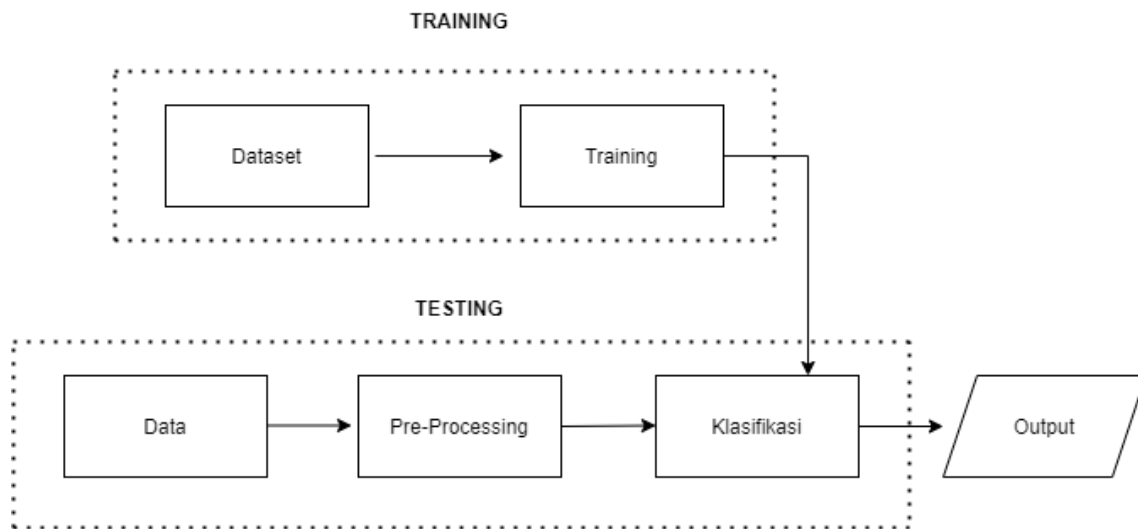 TRAINING
Dataset
Training
TESTING
Data
Pre-Processing
Klasifikasi
Output